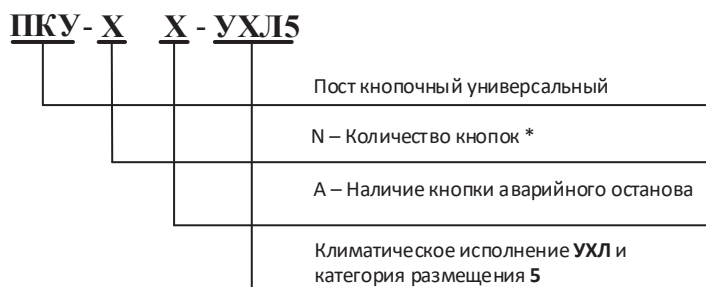 ПКУ-Х Х-УХЛ5
Пост кнопочный универсальный
N – Количество кнопок *
А – Наличие кнопки аварийного останова
Климатическое исполнение УХЛ и
категория размещения 5